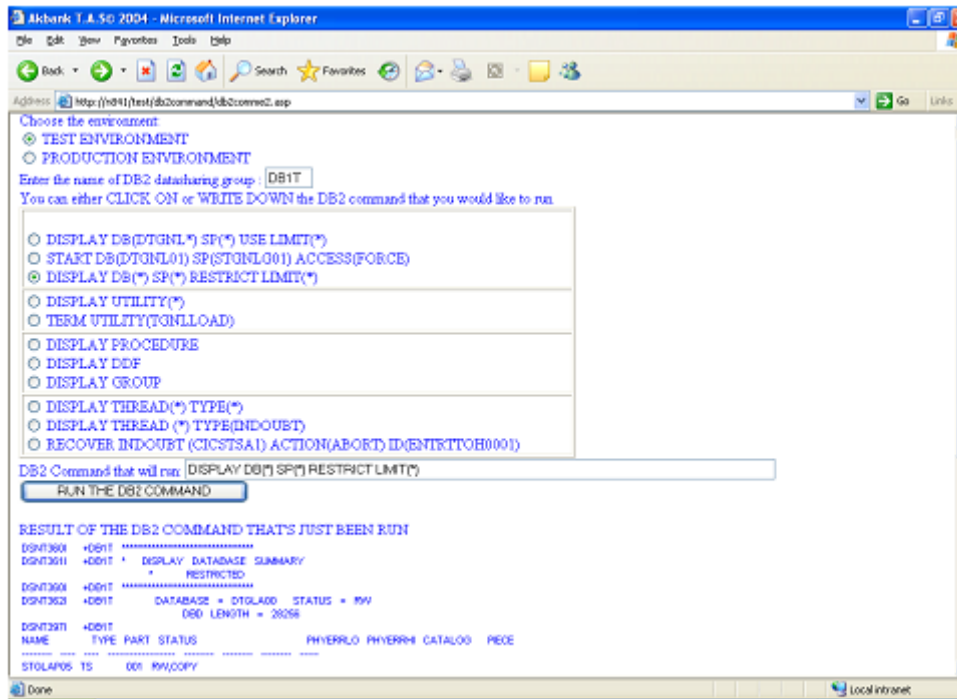 Akbank T.A.S© 2004 - Microsoft Internet Explorer
File Edit View Favorites Tools Help
Back Search Favorites
Address http://n841/test/db2command/db2comme2.asp Go Links
Choose the environment:
TEST ENVIRONMENT
PRODUCTION ENVIRONMENT
Enter the name of DB2 datasharing group : DB1T
You can either CLICK ON or WRITE DOWN the DB2 command that you would like to run
DISPLAY DB(DTGNL*) SP(*) USE LIMIT(*)
START DB(DTGNL01) SP(STGNLG01) ACCESS(FORCE)
DISPLAY DB(*) SP(*) RESTRICT LIMIT(*)
DISPLAY UTILITY(*)
TERM UTILITY(TGNLLOAD)
DISPLAY PROCEDURE
DISPLAY DDF
DISPLAY GROUP
DISPLAY THREAD(*) TYPE(*)
DISPLAY THREAD (*) TYPE(INDOUBT)
RECOVER INDOUBT (CICSTSA1) ACTION(ABORT) ID(ENTRTTOH0001)
DB2 Command that will run: DISPLAY DB(*) SP(*) RESTRICT LIMIT(*)
RUN THE DB2 COMMAND
RESULT OF THE DB2 COMMAND THAT'S JUST BEEN RUN
DSNT360I +DB1T ***********************************
DSNT361I +DB1T * DISPLAY DATABASE SUMMARY
* RESTRICTED
DSNT360I +DB1T ***********************************
DSNT362I +DB1T DATABASE = DTGLA00 STATUS = RW
DBD LENGTH = 28256
DSNT397I +DB1T
NAME TYPE PART STATUS PHYERRLO PHYERRHI CATALOG PIECE
-------- ---- ---- ------------------ -------- -------- -------- -----
STGLAP05 TS 001 RW,COPY
Done Local intranet